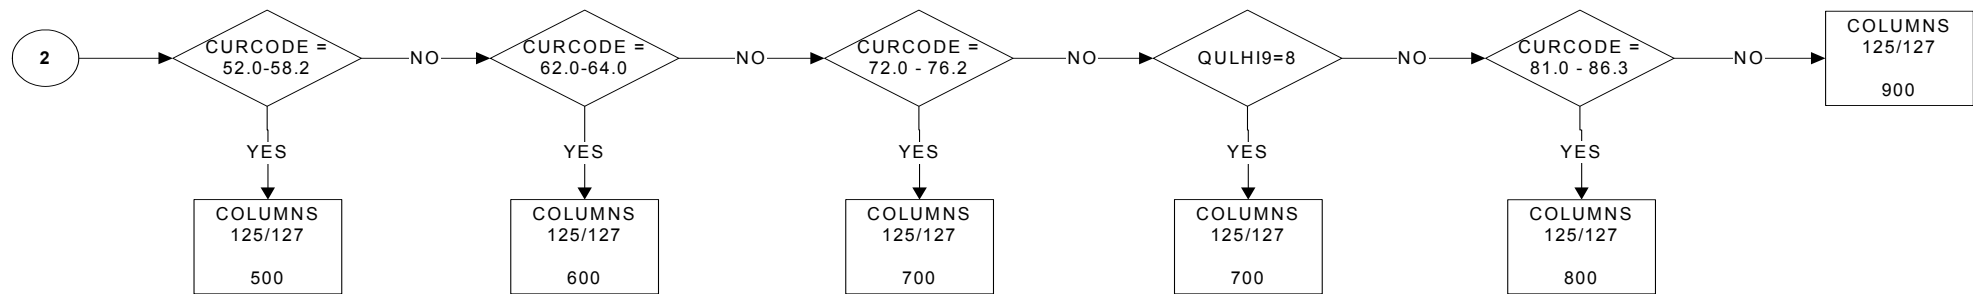 2
CURCODE =
52.0-58.2
NO
CURCODE =
62.0-64.0
NO
CURCODE =
72.0 - 76.2
NO
QULHI9=8
NO
CURCODE =
81.0 - 86.3
NO
COLUMNS
125/127
900
YES
YES
YES
YES
YES
COLUMNS
125/127
500
COLUMNS
125/127
600
COLUMNS
125/127
700
COLUMNS
125/127
700
COLUMNS
125/127
800